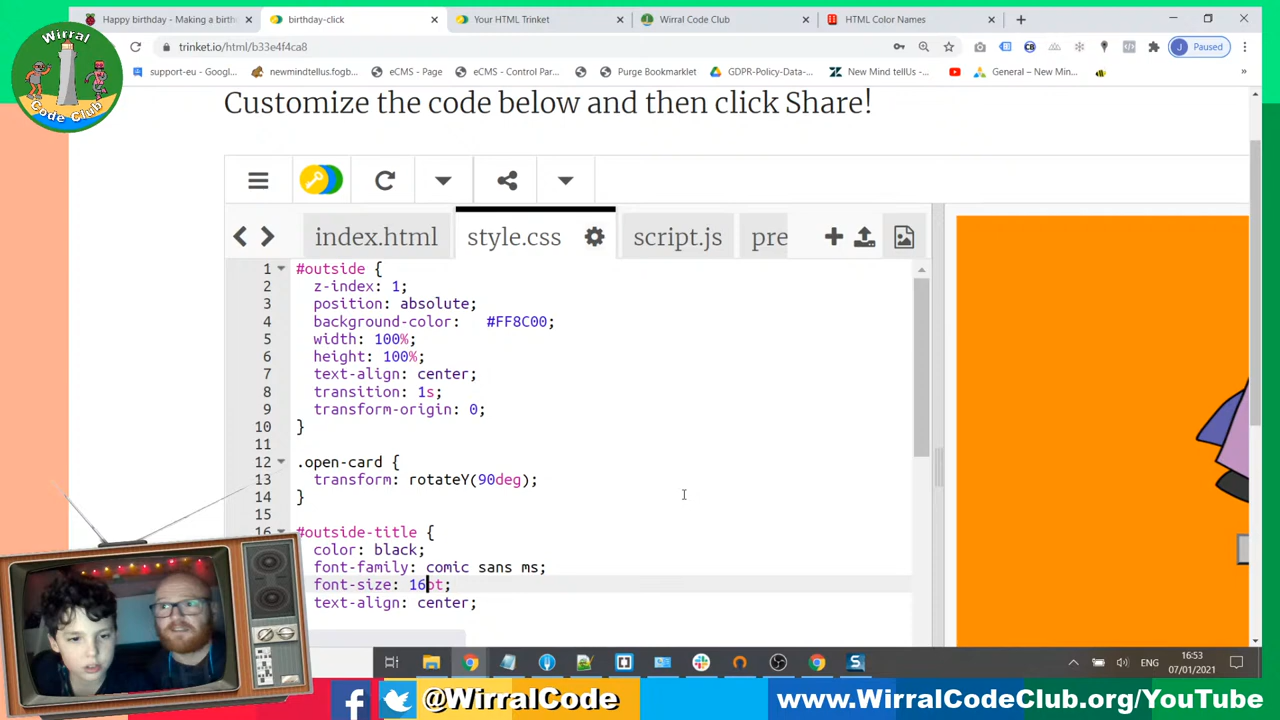 Happy birthday - Making a birth
birthday-click
Your HTML Trinket
Wirral Code Club
HTML Color Names
trinket.io/html/b33e4f4ca8
Paused
support-eu - Googl...
newmindtellus.fogb...
eCMS - Page
eCMS - Control Par...
Purge Bookmarklet
GDPR-Policy-Data-...
New Mind tellUs -...
General – New Min...
Wirral
Code Club
Customize the code below and then click Share!
index.html
style.css
script.js
pre
1 #outside {
2 z-index: 1;
3 position: absolute;
4 background-color: #FF8C00;
5 width: 100%;
6 height: 100%;
7 text-align: center;
8 transition: 1s;
9 transform-origin: 0;
10 }
11
12 .open-card {
13 transform: rotateY(90deg);
14 }
15
16 #outside-title {
color: black;
font-family: comic sans ms;
font-size: 16pt;
text-align: center;
ENG
16:53
07/01/2021
@WirralCode
www.WirralCodeClub.org/YouTube